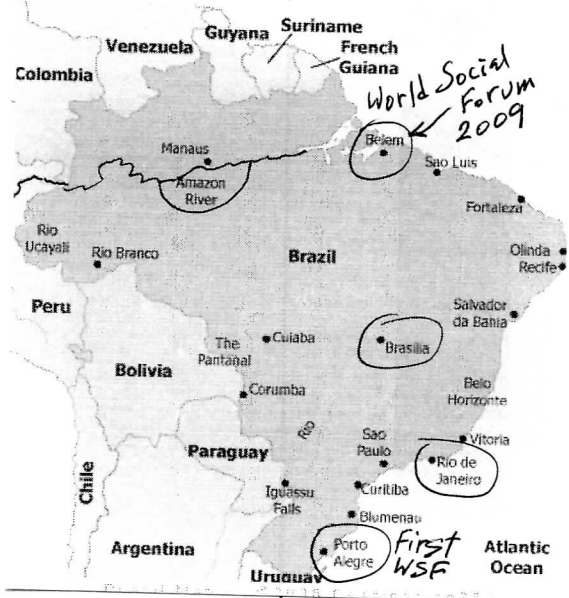 Suriname
Guyana
Venezuela
French
Guiana
Colombia
World Social
Forum
2009
Manaus
Belem
Sao Luis
Amazon
River
Fortaleza
Rio
Ucayali
Rio Branco
Brazil
Olinda
Recife
Peru
Salvador
da Bahia
The
Pantanal
Cuiaba
Brasilia
Bolivia
Corumba
Belo
Horizonte
Rio
Sao
Paulo
Vitoria
Paraguay
Rio de
Janeiro
Chile
Iguassu
Falls
Curitiba
Blumenau
Argentina
Porto
Alegre
First
WSF
Atlantic
Ocean
Uruguay